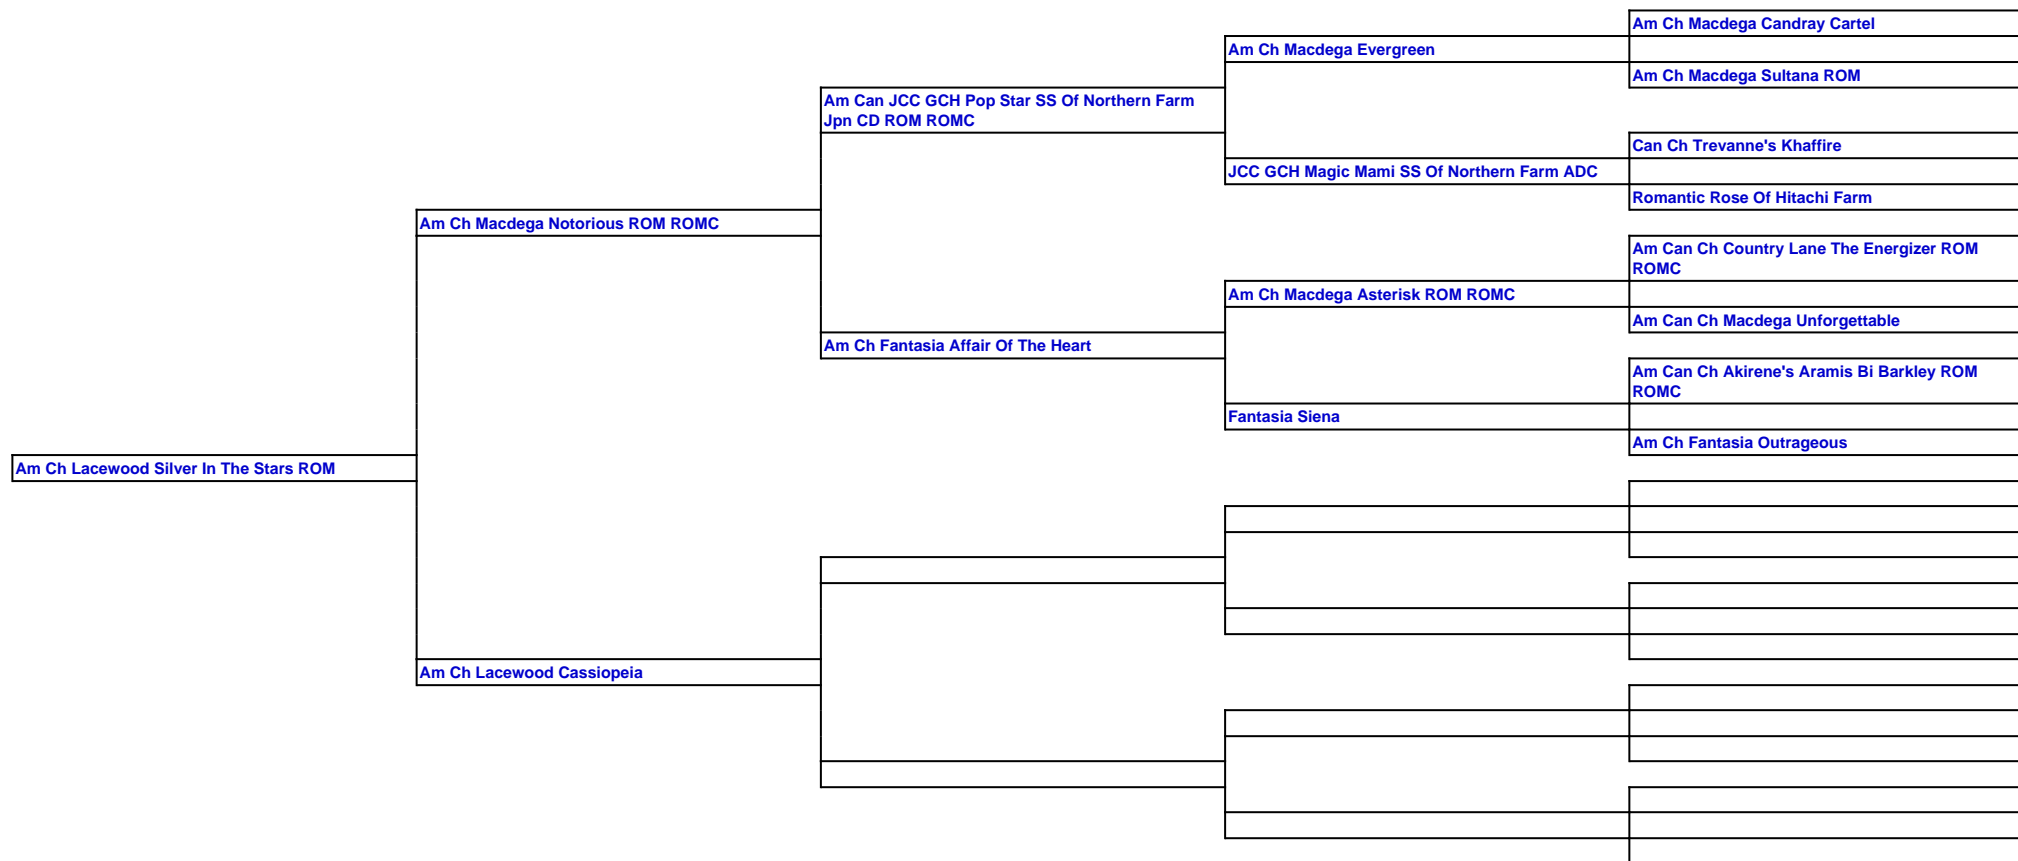 Am Ch Macdega Candray Cartel
Am Ch Macdega Evergreen
Am Ch Macdega Sultana ROM
Am Can JCC GCH Pop Star SS Of Northern Farm
Jpn CD ROM ROMC
Can Ch Trevanne's Khaffire
JCC GCH Magic Mami SS Of Northern Farm ADC
Romantic Rose Of Hitachi Farm
Am Ch Macdega Notorious ROM ROMC
Am Can Ch Country Lane The Energizer ROM
ROMC
Am Ch Macdega Asterisk ROM ROMC
Am Can Ch Macdega Unforgettable
Am Ch Fantasia Affair Of The Heart
Am Can Ch Akirene's Aramis Bi Barkley ROM
ROMC
Fantasia Siena
Am Ch Fantasia Outrageous
Am Ch Lacewood Silver In The Stars ROM
Am Ch Lacewood Cassiopeia